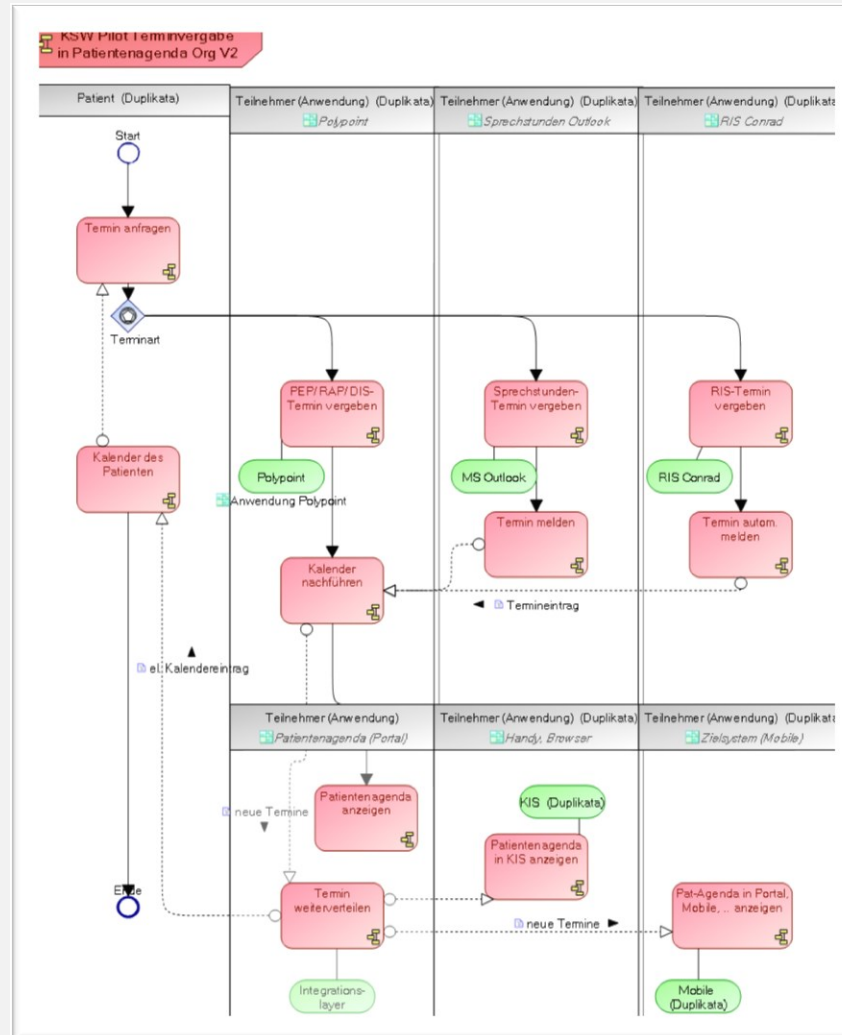 KSW Pilot Terminvergabe
in Patientenagenda Org V2
Patient (Duplikata)
Teilnehmer (Anwendung) (Duplikata)
Polypoint
Teilnehmer (Anwendung) (Duplikata)
Sprechstunden Outlook
Teilnehmer (Anwendung) (Duplikata
RIS Conrad
Start
Termin anfragen
Terminart
PEP/RAP/DIS-
Termin vergeben
Sprechstunden-
Termin vergeben
RIS-Termin
vergeben
Kalender des
Patienten
Polypoint
MS Outlook
RIS Conrad
Anwendung Polypoint
Termin melden
Termin autom.
melden
Kalender
nachführen
Termineintrag
el. Kalendereintrag
Teilnehmer (Anwendung)
Patientenagenda (Portal)
Teilnehmer (Anwendung) (Duplikata)
Handy, Browser
Teilnehmer (Anwendung) (Duplikata
Zielsystem (Mobile)
Patientenagenda
anzeigen
neue Termine
KIS (Duplikata)
Patientenagenda
in KIS anzeigen
Ende
Termin
weiterverteilen
Pat-Agenda in Portal,
Mobile, .. anzeigen
neue Termine
Integrations-
layer
Mobile
(Duplikata)